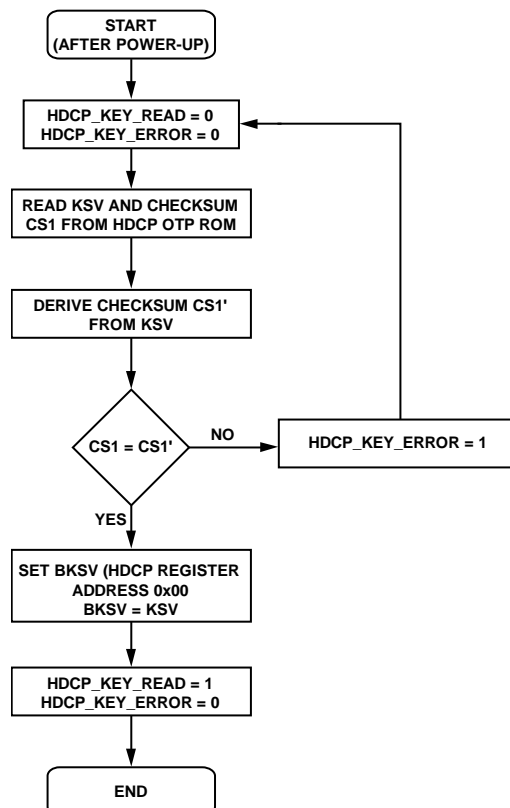 START
(AFTER POWER-UP)
HDCP_KEY_READ = 0
HDCP_KEY_ERROR = 0
READ KSV AND CHECKSUM
CS1 FROM HDCP OTP ROM
DERIVE CHECKSUM CS1'
FROM KSV
CS1 = CS1'
NO
HDCP_KEY_ERROR = 1
YES
SET BKSV (HDCP REGISTER
ADDRESS 0x00
BKSV = KSV
HDCP_KEY_READ = 1
HDCP_KEY_ERROR = 0
END